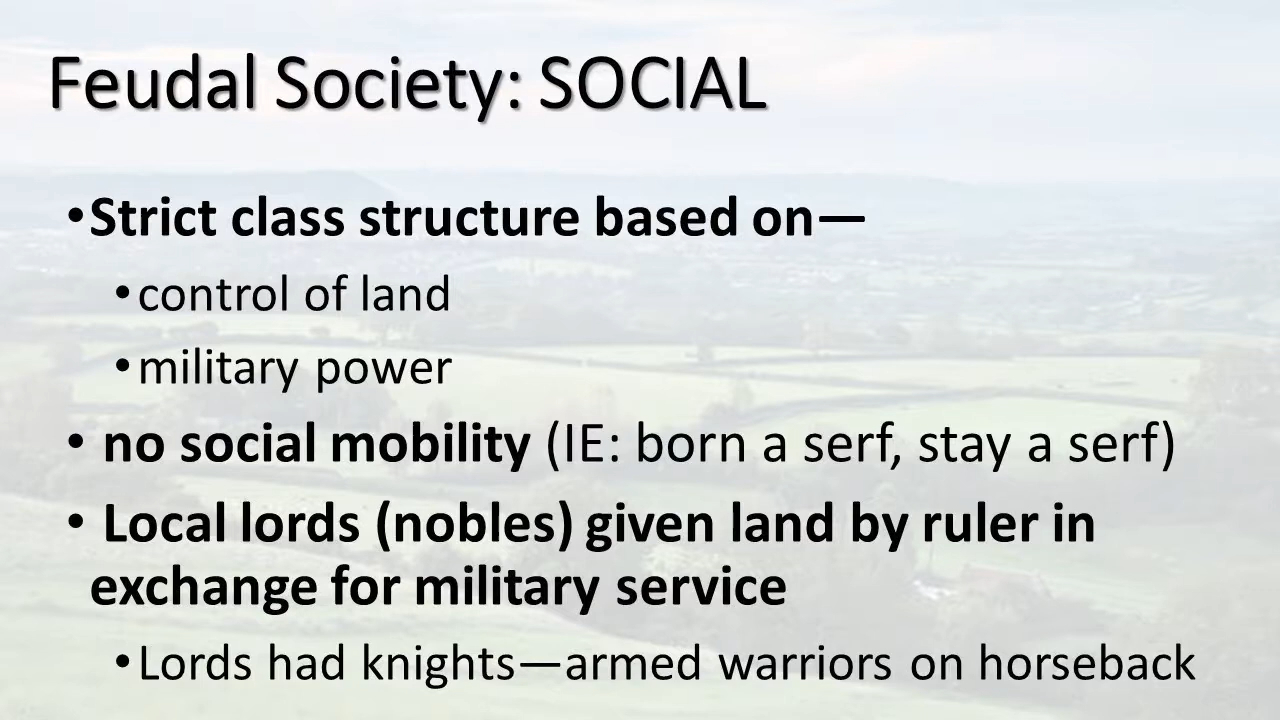 Feudal Society: SOCIAL
•Strict class structure based on—
•control of land
•military power
• no social mobility (IE: born a serf, stay a serf)
• Local lords (nobles) given land by ruler in
exchange for military service
•Lords had knights—armed warriors on horseback